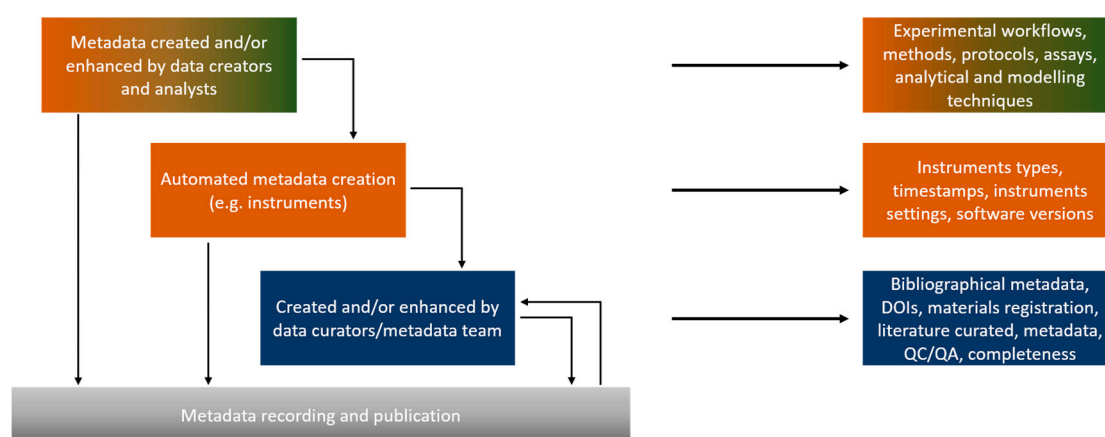 Metadata created and/or
enhanced by data creators
and analysts
Experimental workflows,
methods, protocols, assays,
analytical and modelling
techniques
Automated metadata creation
(e.g. instruments)
Instruments types,
timestamps, instruments
settings, software versions
Created and/or enhanced by
data curators/metadata team
Bibliographical metadata,
DOIs, materials registration,
literature curated, metadata,
QC/QA, completeness
Metadata recording and publication